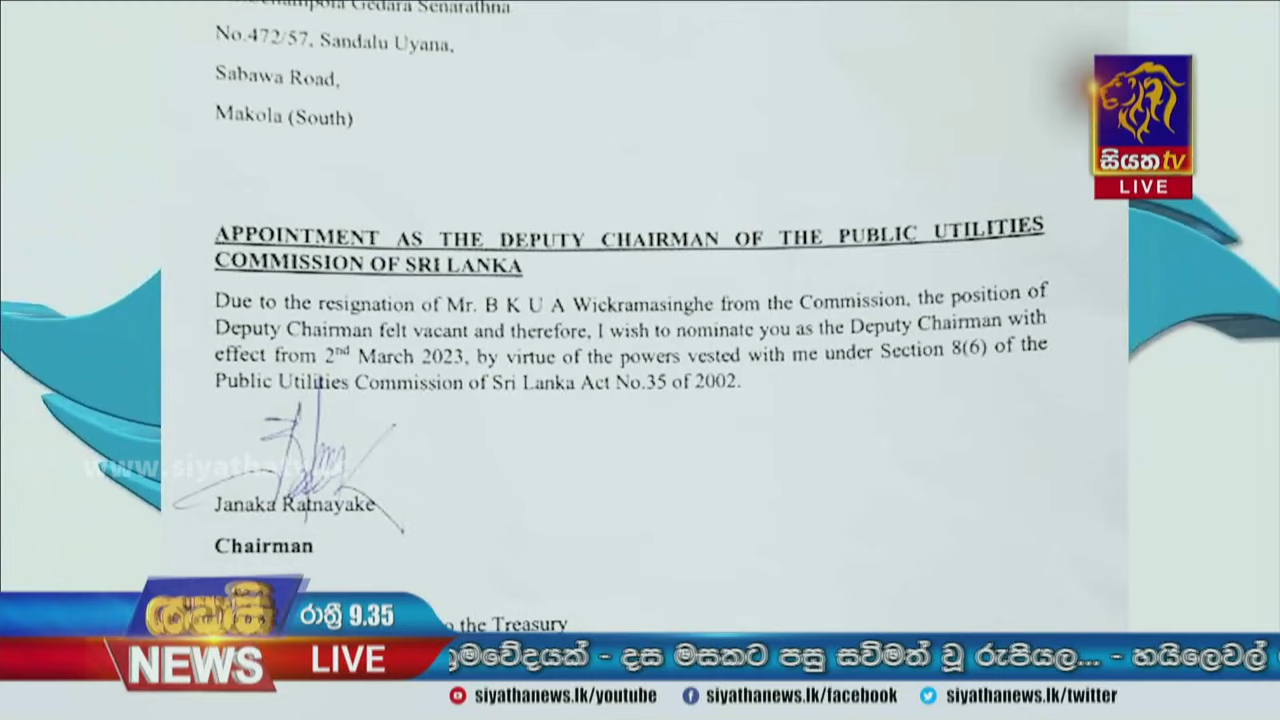 Gedara Senarathna
No.472/57, Sandalu Uyana,
Sabawa Road,
Makola (South)
සියත tv
LIVE
APPOINTMENT AS THE DEPUTY CHAIRMAN OF THE PUBLIC UTILITIES
COMMISSION OF SRI LANKA
Due to the resignation of Mr. B K U A Wickramasinghe from the Commission, the position of
Deputy Chairman felt vacant and therefore, I wish to nominate you as the Deputy Chairman with
effect from 2nd March 2023, by virtue of the powers vested with me under Section 8(6) of the
Public Utilities Commission of Sri Lanka Act No.35 of 2002.
Janaka Ratnayake
Chairman
රාත්‍රී 9.35
the Treasury
NEWS LIVE
- දස මසකට පසු සවිමත් වූ රුපියල... - හයිලෙවල්
siyathanews.lk/youtube siyathanews.lk/facebook siyathanews.lk/twitter